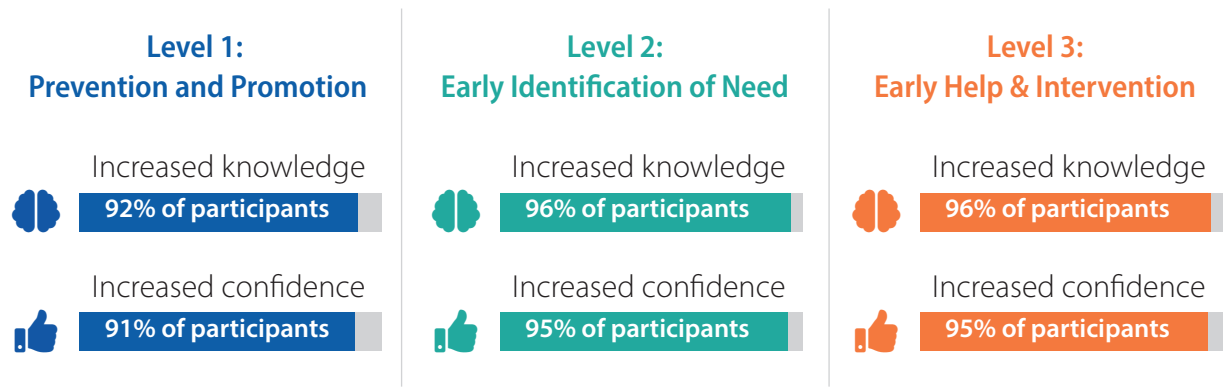 Level 1:
Prevention and Promotion
Increased knowledge
92% of participants
Increased confidence
91% of participants
Level 2:
Early Identification of Need
Increased knowledge
96% of participants
Increased confidence
95% of participants
Level 3:
Early Help & Intervention
Increased knowledge
96% of participants
Increased confidence
95% of participants